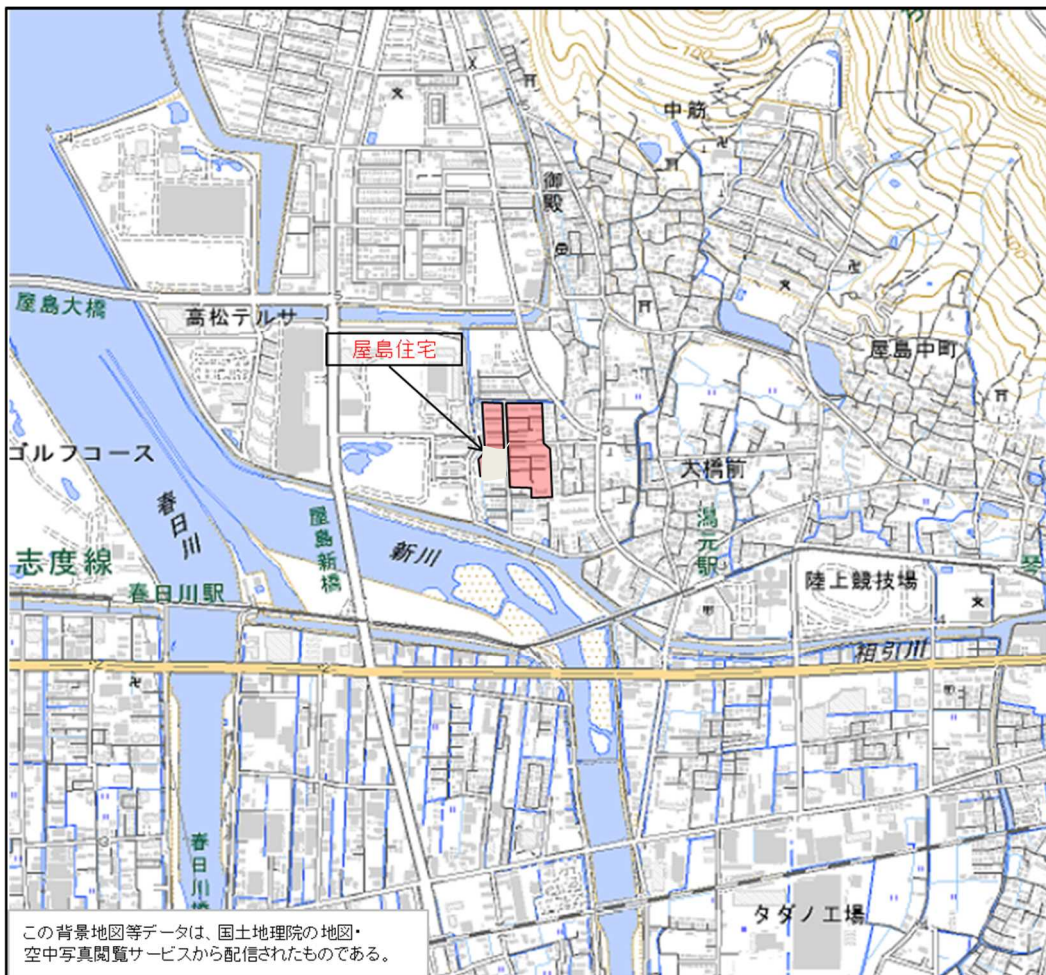 中筋
御殿
屋島大橋
高松テルサ
屋島住宅
屋島中町
ゴルフコース
大橋前
春日川
屋島新橋
新川
潟元駅
志度線
春日川駅
陸上競技場
琴
相引川
春日川橋
タダノ工場
この背景地図等データは、国土地理院の地図・
空中写真閲覧サービスから配信されたものである。
100